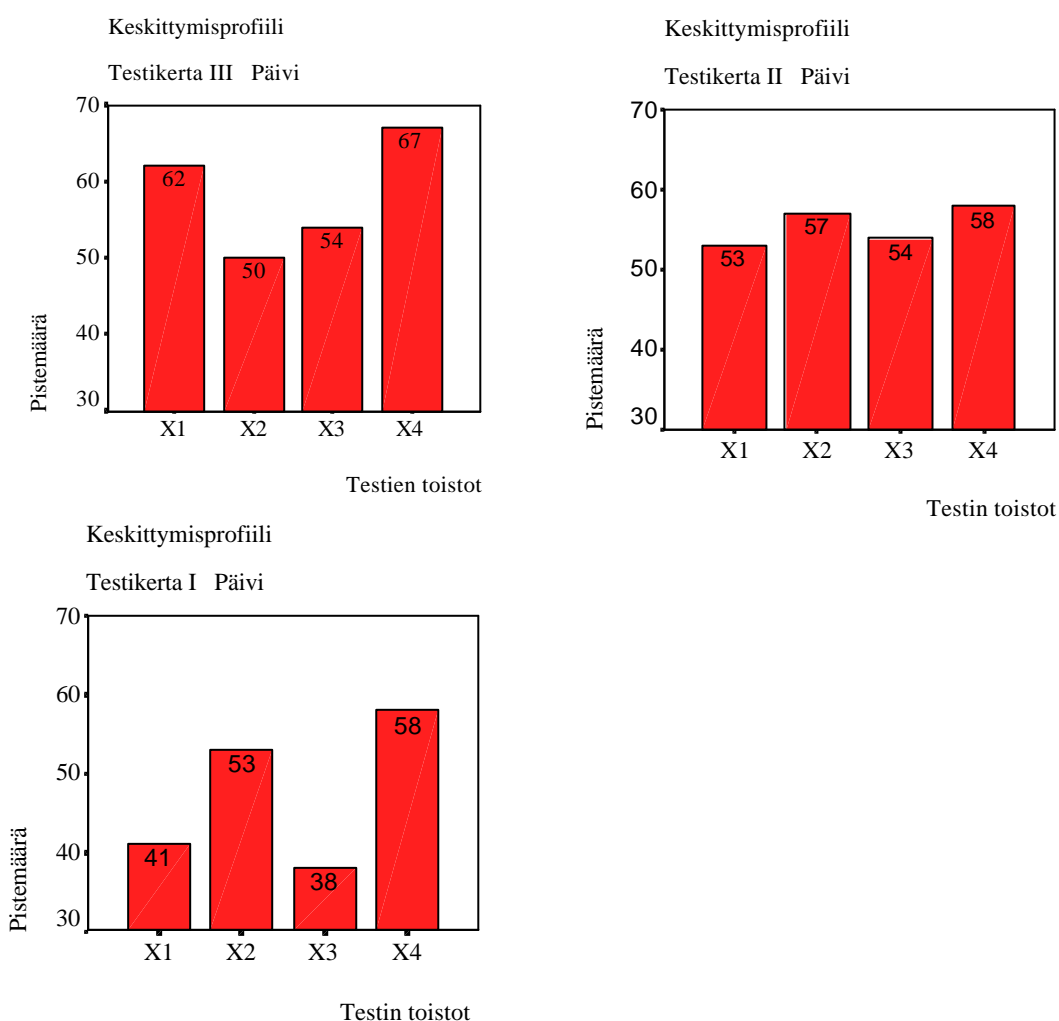 Keskittymisprofiili
Testikerta III Päivi
Pistemäärä
70
60
50
40
30
62
50
54
67
X1 X2 X3 X4
Testien toistot
Keskittymisprofiili
Testikerta II Päivi
Pistemäärä
70
60
50
40
30
53
57
54
58
X1 X2 X3 X4
Testin toistot
Keskittymisprofiili
Testikerta I Päivi
Pistemäärä
70
60
50
40
30
41
53
38
58
X1 X2 X3 X4
Testin toistot